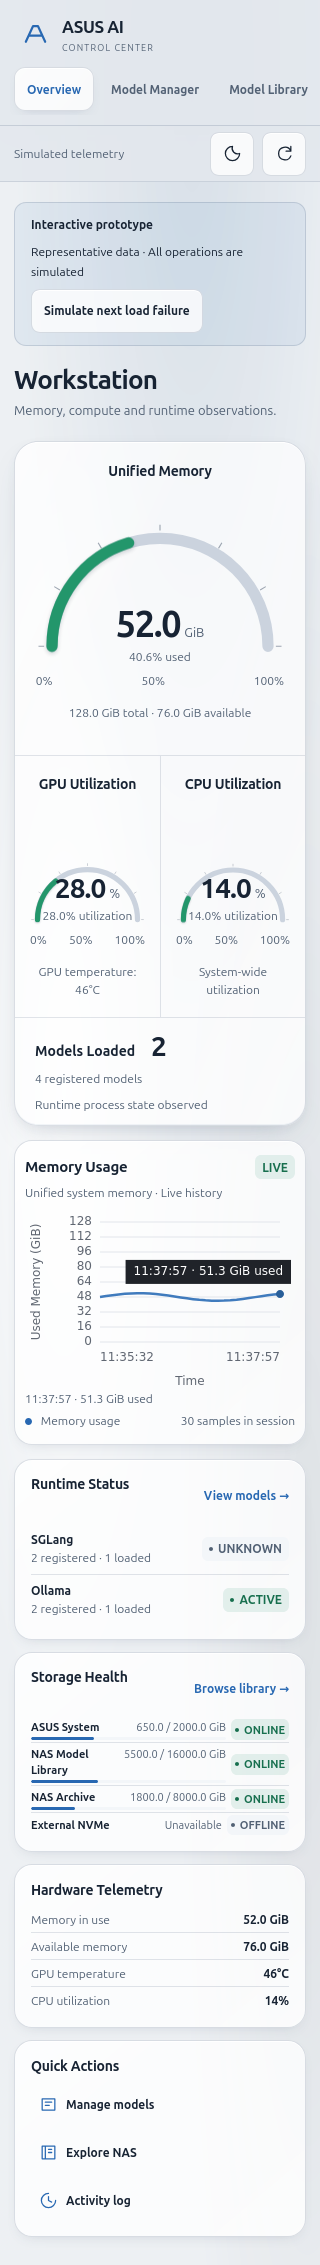 ASUS AI
CONTROL CENTER
Overview Model Manager Model Library
Simulated telemetry
Interactive prototype
Representative data · All operations are
simulated
Simulate next load failure
Workstation
Memory, compute and runtime observations.
Unified Memory
52.0 GiB
40.6% used
0% 50% 100%
128.0 GiB total · 76.0 GiB available
GPU Utilization
28.0 %
28.0% utilization
0% 50% 100%
GPU temperature:
46°C
CPU Utilization
14.0 %
14.0% utilization
0% 50% 100%
System-wide
utilization
Models Loaded 2
4 registered models
Runtime process state observed
Memory Usage LIVE
Unified system memory · Live history
Used Memory (GiB)
128
112
96
80
64
48
32
16
0
11:37:57 · 51.3 GiB used
11:35:32 11:37:57
Time
11:37:57 · 51.3 GiB used
Memory usage 30 samples in session
Runtime Status
View models →
SGLang
2 registered · 1 loaded
• UNKNOWN
Ollama
2 registered · 1 loaded
• ACTIVE
Storage Health
Browse library →
ASUS System 650.0 / 2000.0 GiB • ONLINE
NAS Model
Library
5500.0 / 16000.0 GiB • ONLINE
NAS Archive 1800.0 / 8000.0 GiB • ONLINE
External NVMe Unavailable • OFFLINE
Hardware Telemetry
Memory in use 52.0 GiB
Available memory 76.0 GiB
GPU temperature 46°C
CPU utilization 14%
Quick Actions
Manage models
Explore NAS
Activity log